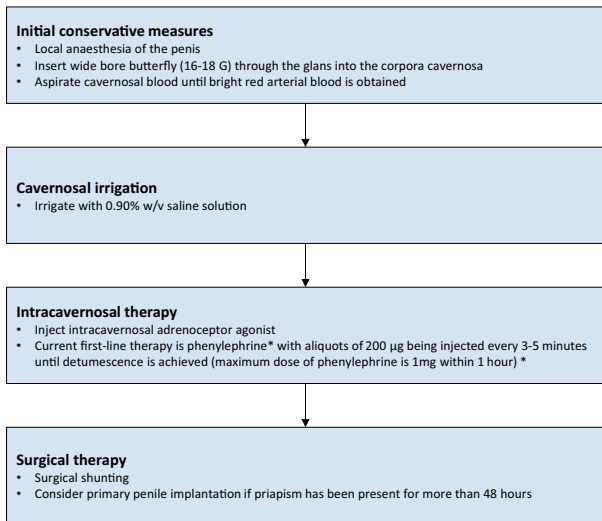 Initial conservative measures
• Local anaesthesia of the penis
• Insert wide bore butterfly (16-18 G) through the glans into the corpora cavernosa
• Aspirate cavernosal blood until bright red arterial blood is obtained
Cavernosal irrigation
• Irrigate with 0.90% w/v saline solution
Intracavernosal therapy
• Inject intracavernosal adrenoceptor agonist
• Current first-line therapy is phenylephrine* with aliquots of 200 µg being injected every 3-5 minutes
until detumescence is achieved (maximum dose of phenylephrine is 1mg within 1 hour) *
Surgical therapy
• Surgical shunting
• Consider primary penile implantation if priapism has been present for more than 48 hours